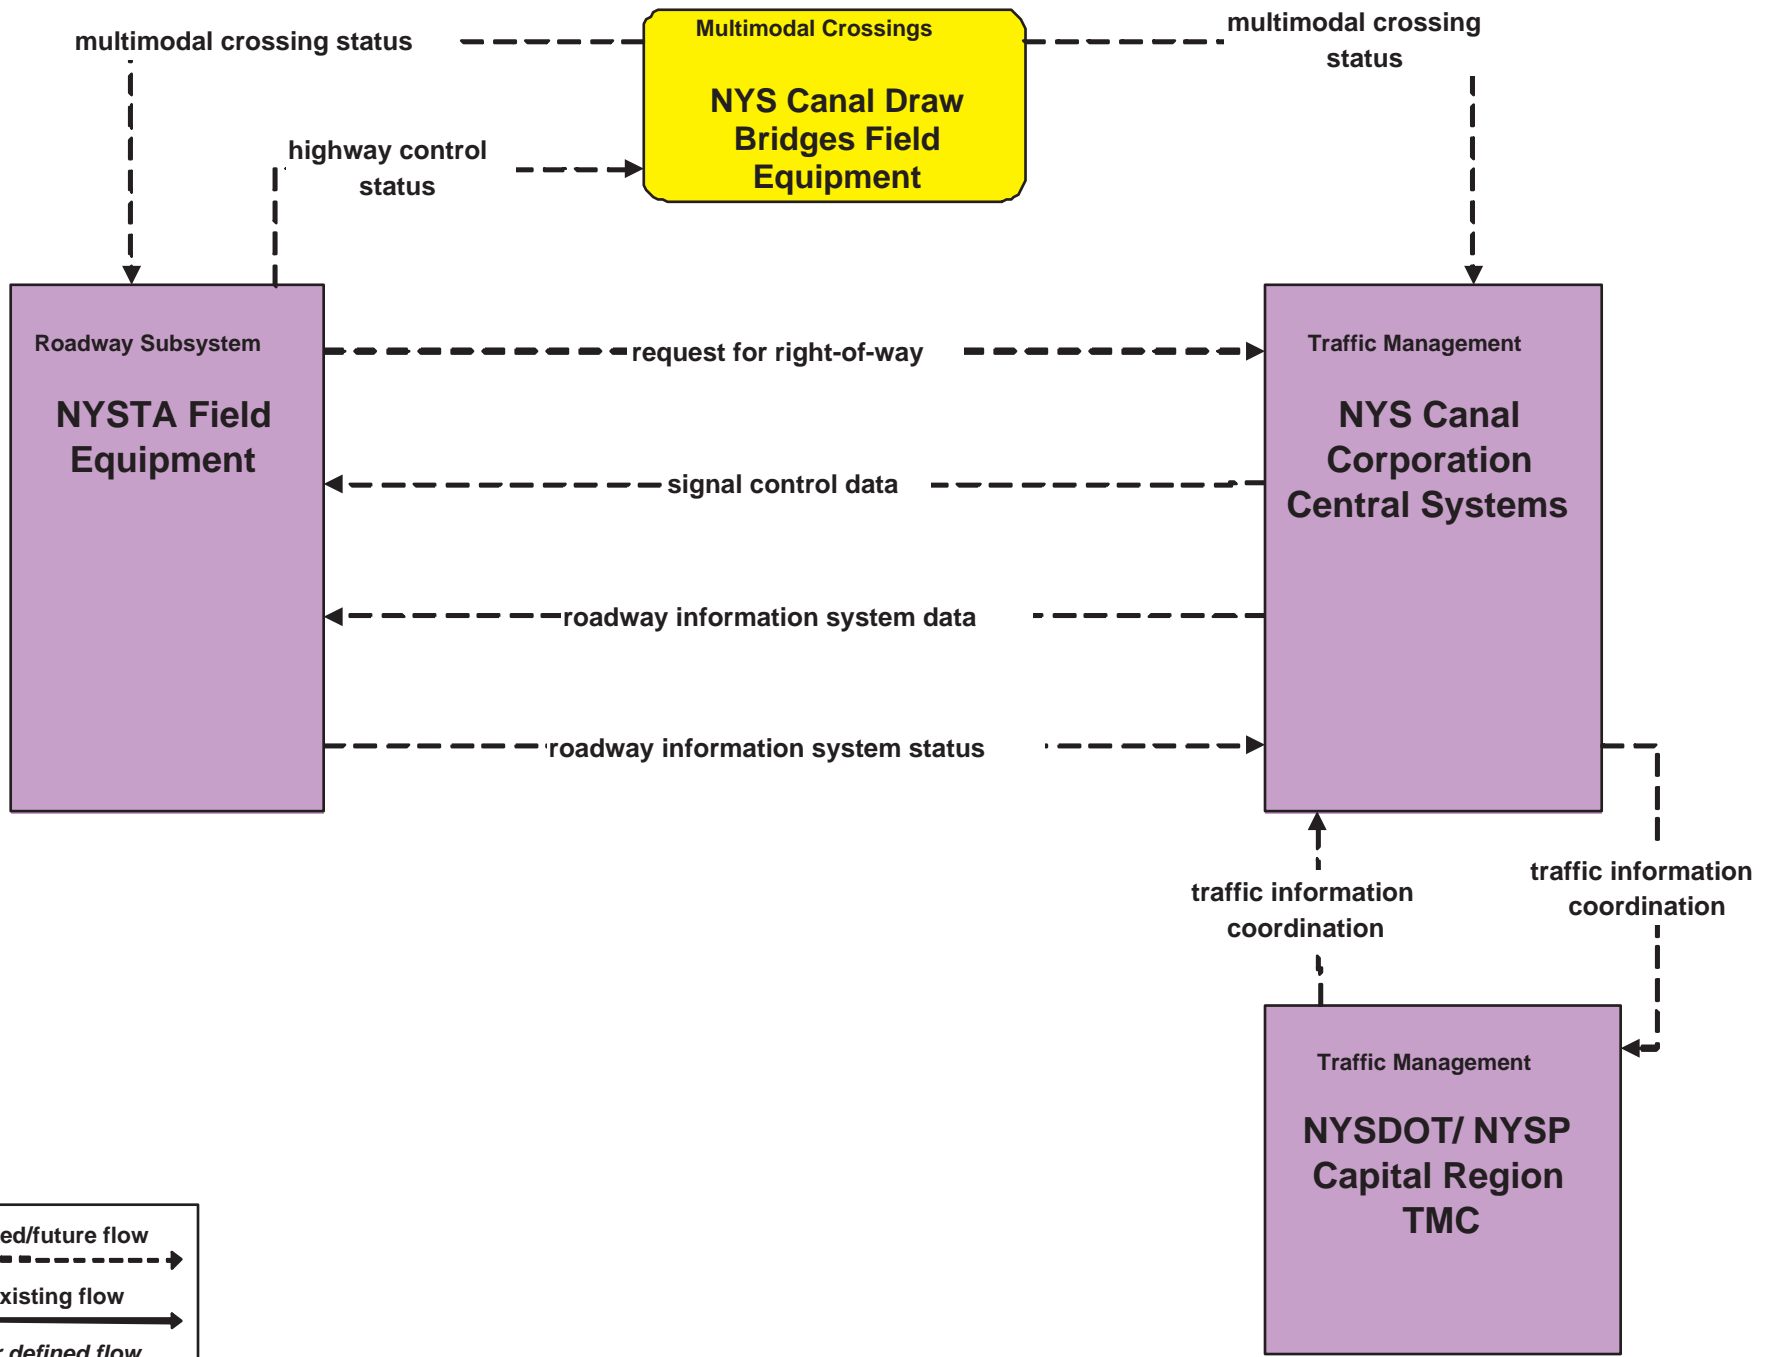 multimodal crossing status
Multimodal Crossings
NYS Canal Draw
Bridges Field
Equipment
multimodal crossing
status
highway control
status
Roadway Subsystem
NYSTA Field
Equipment
request for right-of-way
signal control data
roadway information system data
roadway information system status
Traffic Management
NYS Canal
Corporation
Central Systems
traffic information
coordination
traffic information
coordination
Traffic Management
NYSDOT/ NYSP
Capital Region
TMC
ed/future flow
xisting flow
r defined flow